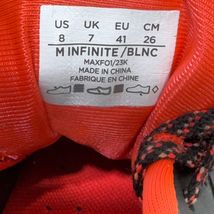 US UK EU CM
8 7 41 26
M INFINITE /BLNC
MAXF01/23K
MADE IN CHINA
FABRIQUE EN CHINE